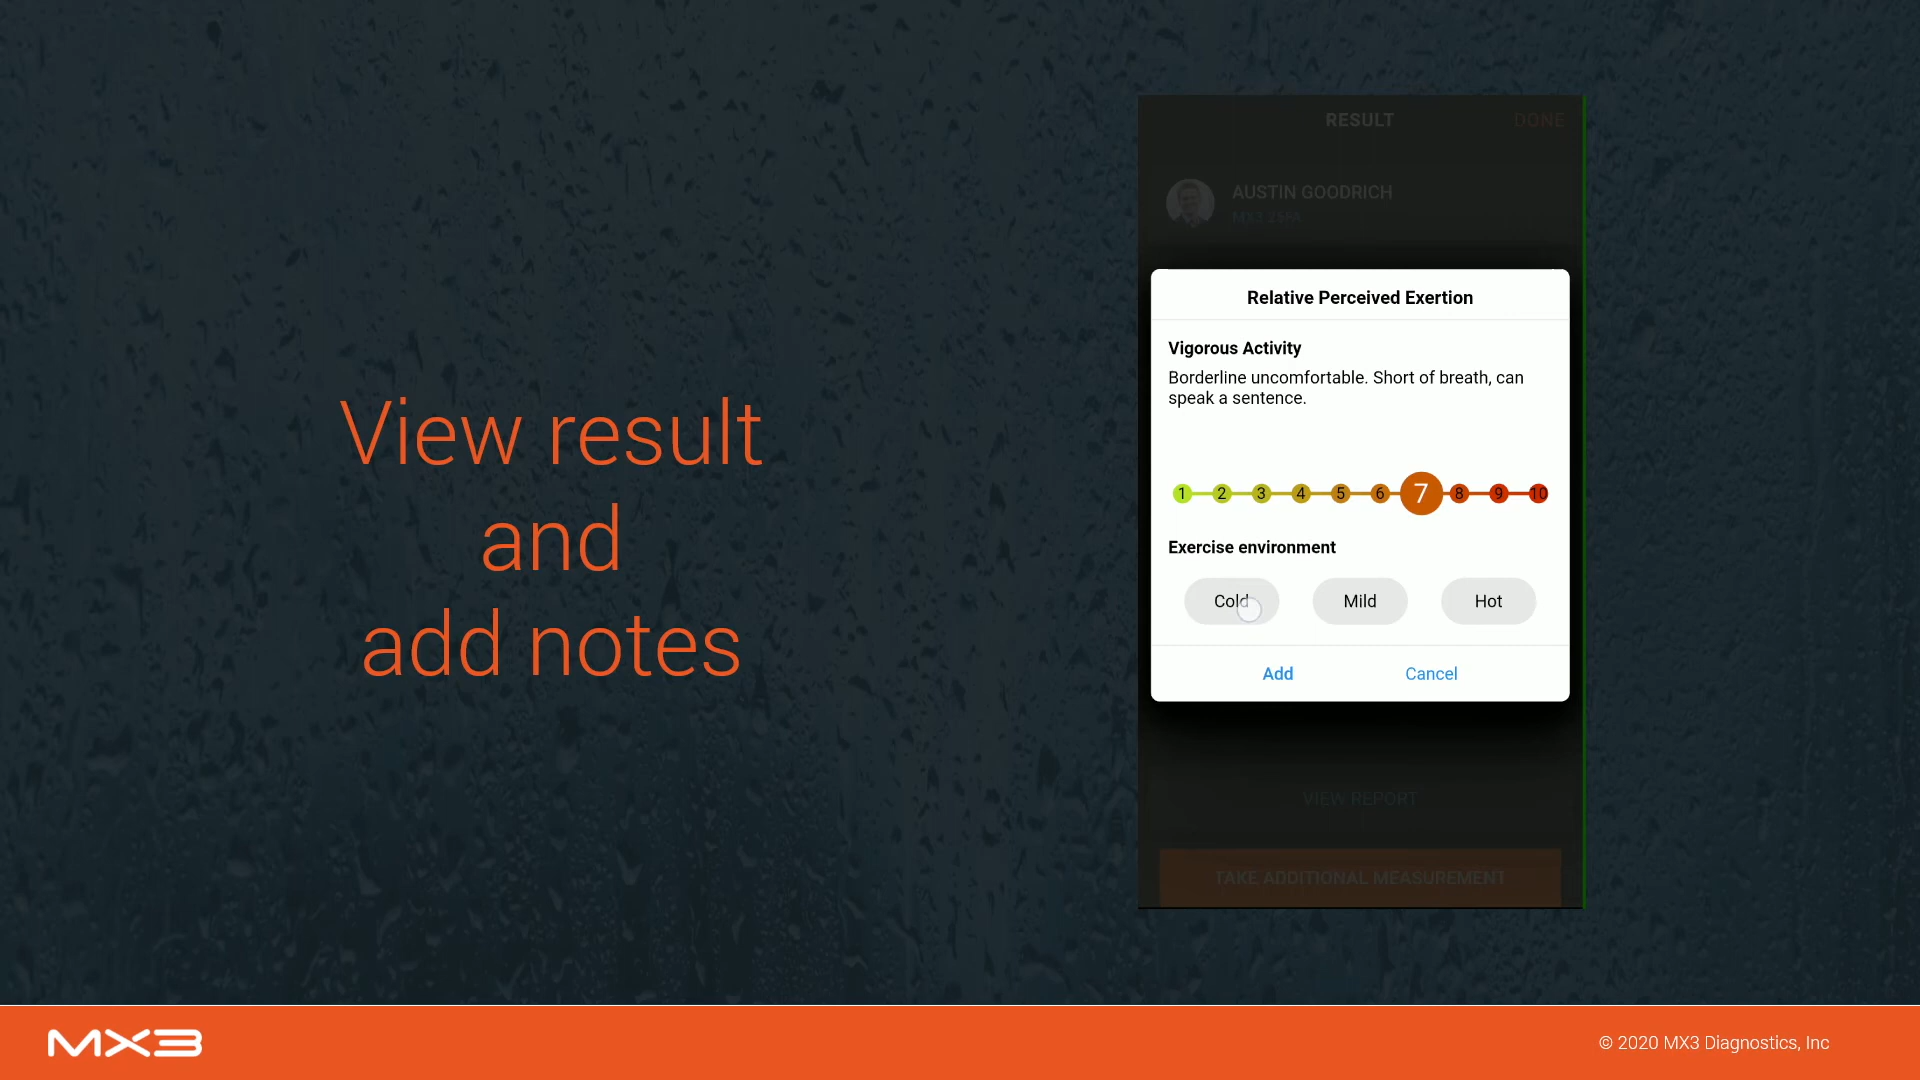 View result
and
add notes
RESULT
DONE
AUSTIN GOODRICH
Relative Perceived Exertion
Vigorous Activity
Borderline uncomfortable. Short of breath, can
speak a sentence.
1 2 3 4 5 6 7 8 9 10
Exercise environment
Cold Mild Hot
Add Cancel
VIEW REPORT
TAKE ADDITIONAL MEASUREMENT
MX3
© 2020 MX3 Diagnostics, Inc